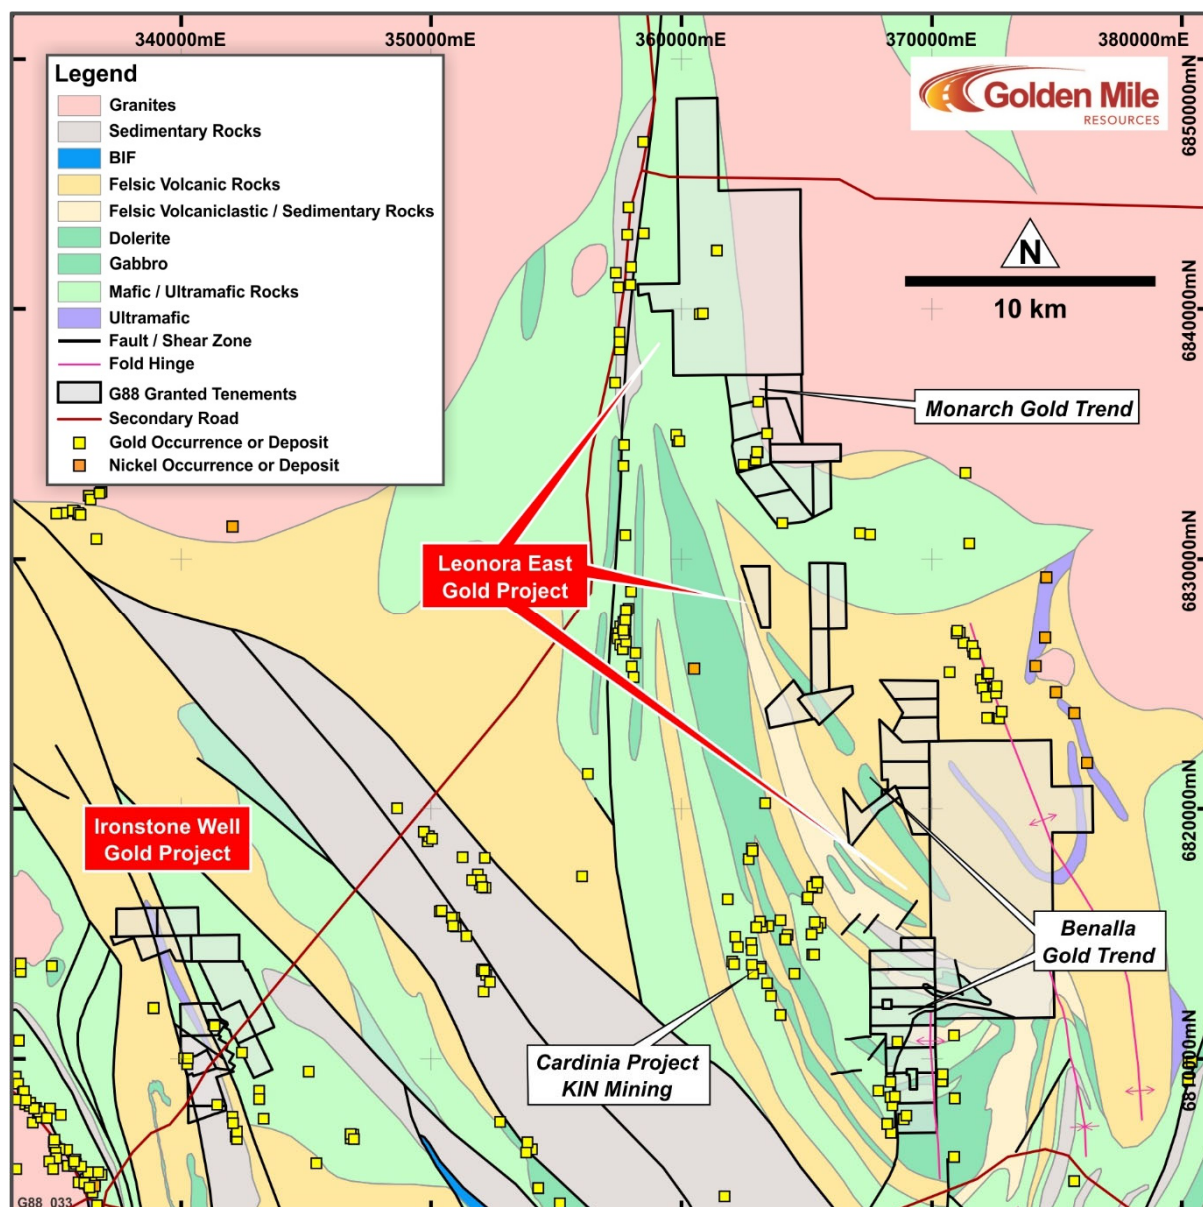 340000mE
350000mE
360000mE
370000mE
380000mE
Legend
Granites
Sedimentary Rocks
BIF
Felsic Volcanic Rocks
Felsic Volcaniclastic / Sedimentary Rocks
Dolerite
Gabbro
Mafic / Ultramafic Rocks
Ultramafic
Fault / Shear Zone
Fold Hinge
G88 Granted Tenements
Secondary Road
Gold Occurrence or Deposit
Nickel Occurrence or Deposit
Golden Mile
RESOURCES
6850000mN
N
10 km
6840000mN
Monarch Gold Trend
Leonora East
Gold Project
6830000mN
6820000mN
Ironstone Well
Gold Project
Benalla
Gold Trend
Cardinia Project
KIN Mining
6810000mN
G88_033